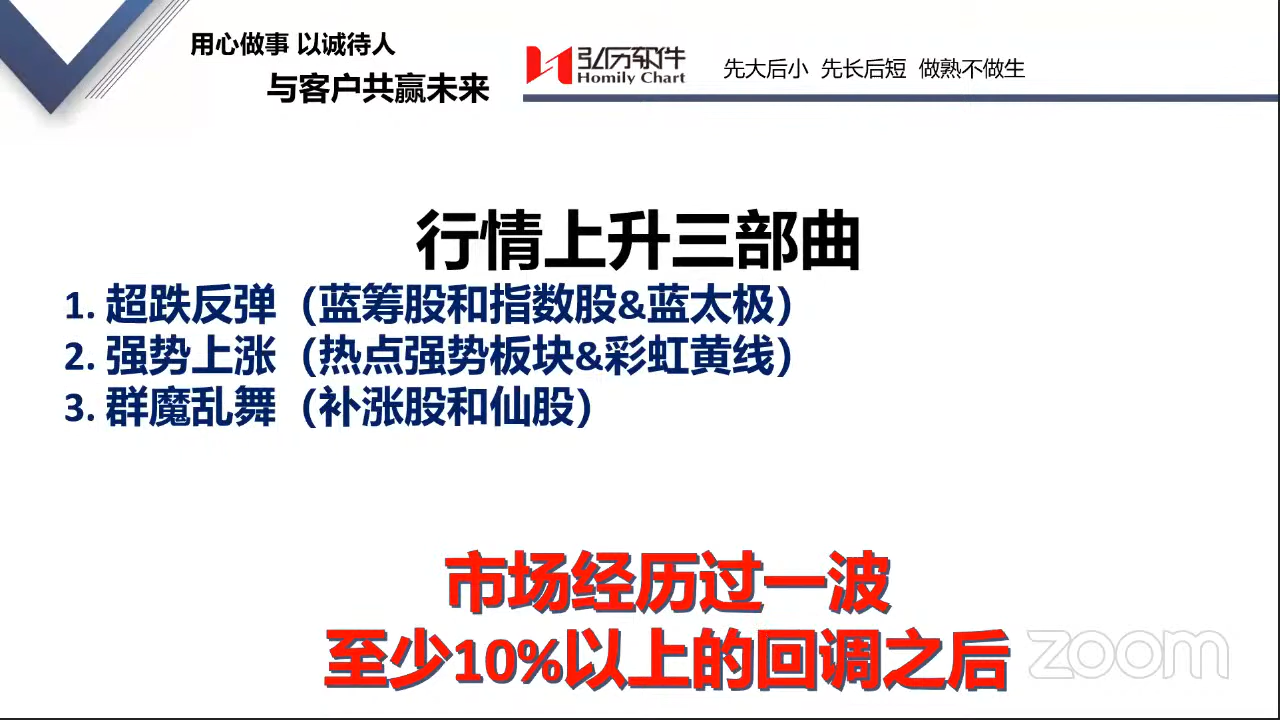 用心做事 以诚待人
与客户共赢未来
弘历软件
Homily Chart
先大后小 先长后短 做熟不做生
行情上升三部曲
1. 超跌反弹（蓝筹股和指数股&蓝太极）
2. 强势上涨（热点强势板块&彩虹黄线）
3. 群魔乱舞（补涨股和仙股）
市场经历过一波
至少10%以上的回调之后
zoom